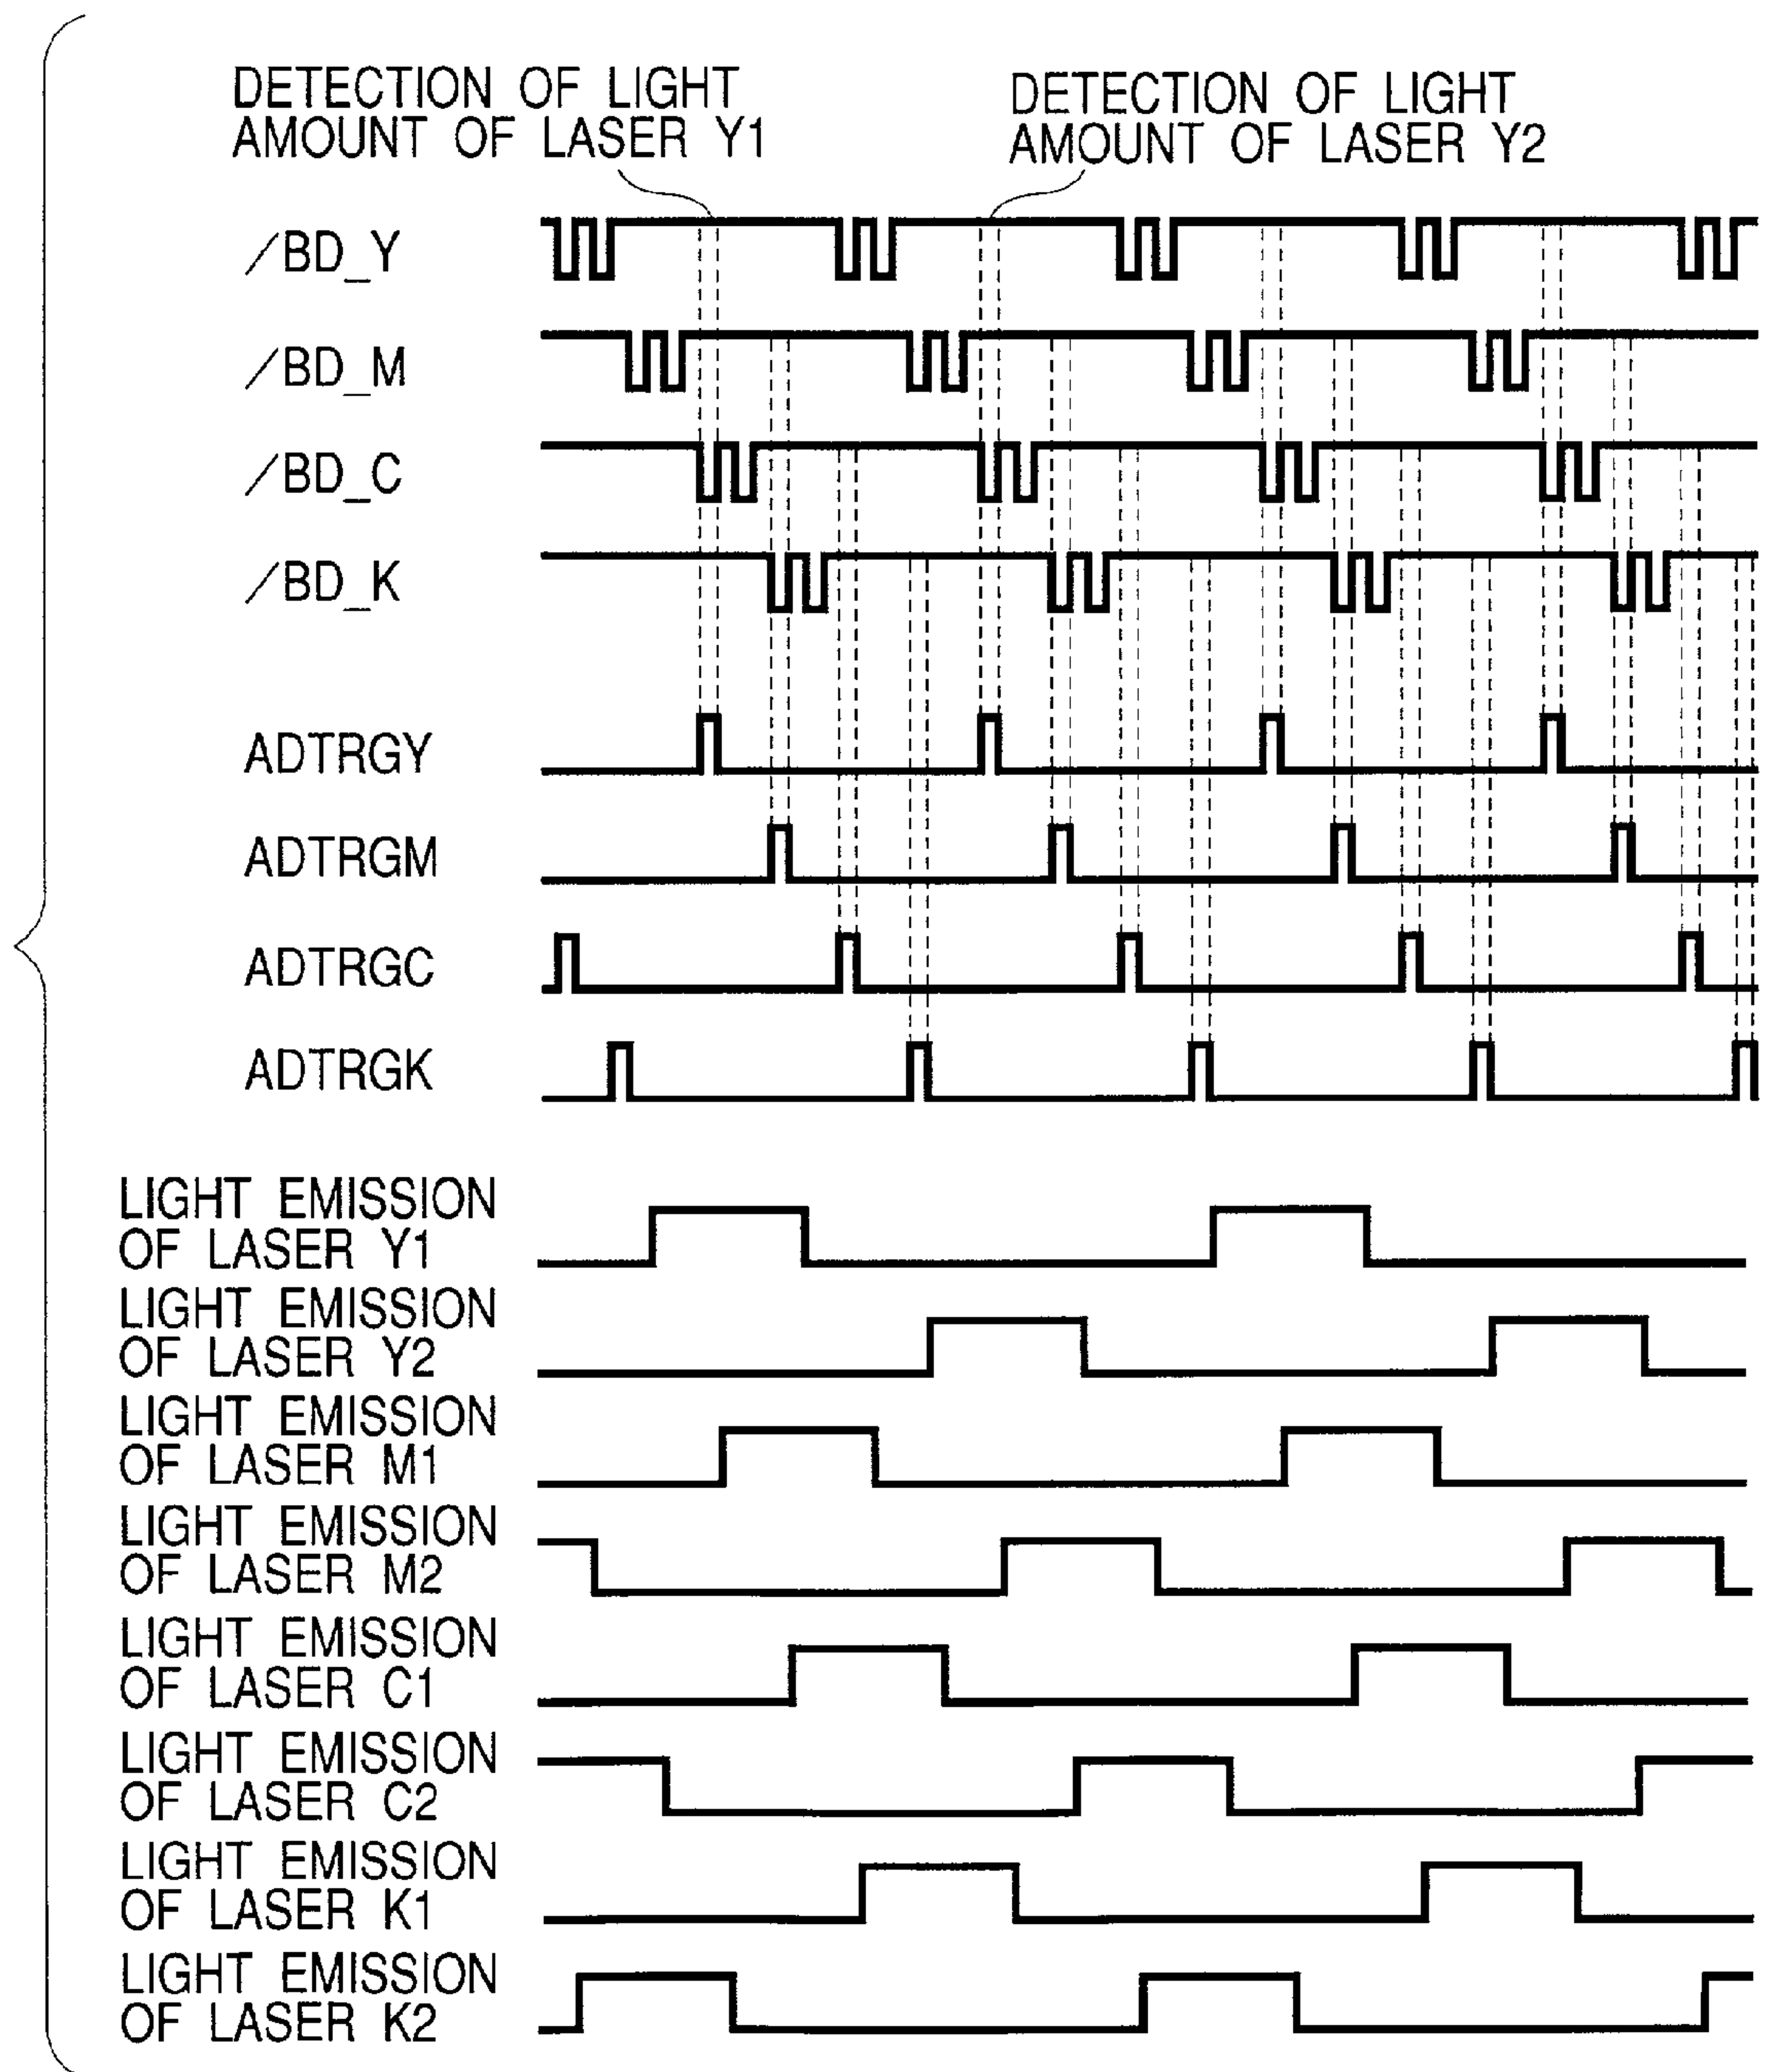 DETECTION OF LIGHT
AMOUNT OF LASER Y1
DETECTION OF LIGHT
AMOUNT OF LASER Y2
/BD_Y
/BD_M
/BD_C
/BD_K
ADTRGY
ADTRGM
ADTRGC
ADTRGK
LIGHT EMISSION
OF LASER Y1
LIGHT EMISSION
OF LASER Y2
LIGHT EMISSION
OF LASER M1
LIGHT EMISSION
OF LASER M2
LIGHT EMISSION
OF LASER C1
LIGHT EMISSION
OF LASER C2
LIGHT EMISSION
OF LASER K1
LIGHT EMISSION
OF LASER K2